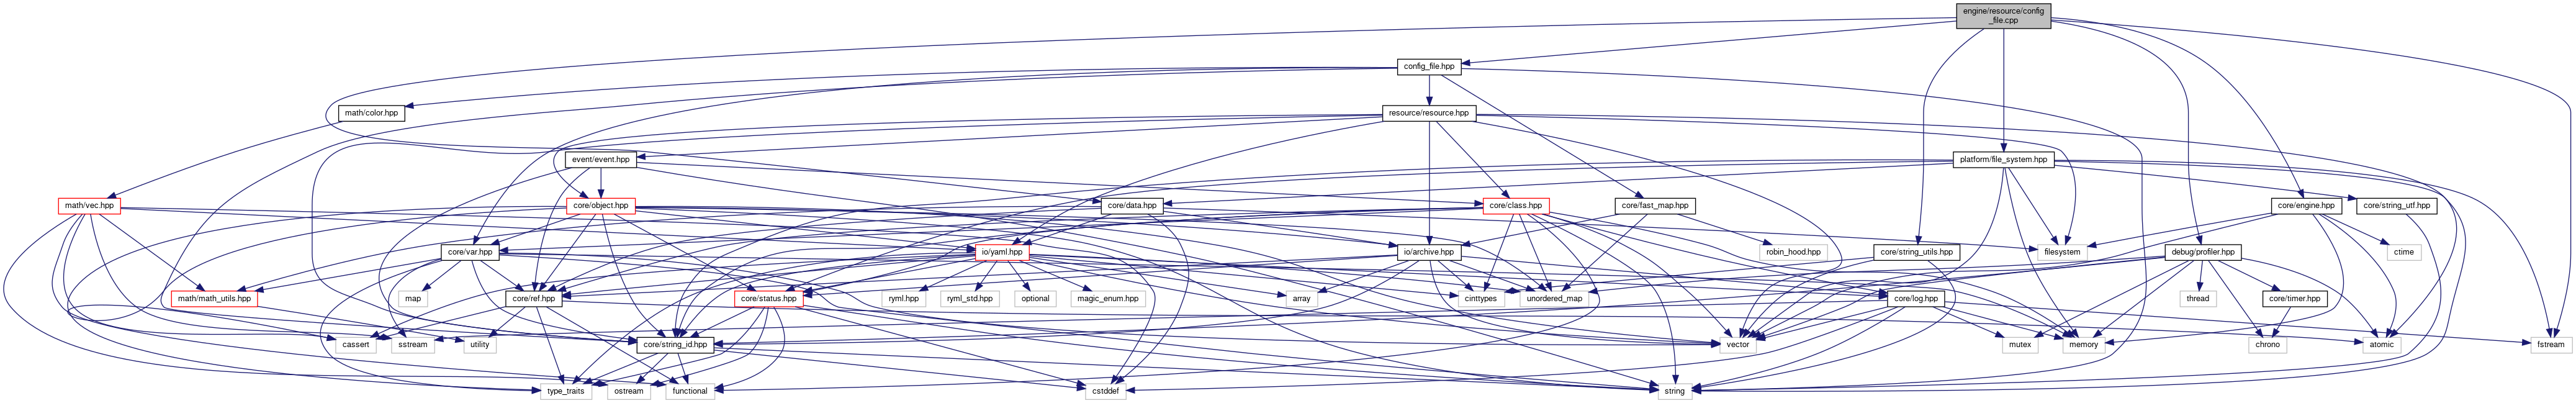 engine/resource/config
_file.cpp
config_file.hpp
math/color.hpp
resource/resource.hpp
event/event.hpp
platform/file_system.hpp
math/vec.hpp
core/object.hpp
core/data.hpp
core/class.hpp
core/fast_map.hpp
core/engine.hpp
core/string_utf.hpp
core/var.hpp
io/yaml.hpp
io/archive.hpp
robin_hood.hpp
core/string_utils.hpp
filesystem
debug/profiler.hpp
ctime
map
math/math_utils.hpp
core/ref.hpp
core/status.hpp
ryml.hpp
ryml_std.hpp
optional
magic_enum.hpp
array
cinttypes
unordered_map
core/log.hpp
thread
core/timer.hpp
cassert
sstream
utility
core/string_id.hpp
vector
mutex
memory
chrono
atomic
fstream
type_traits
ostream
functional
cstddef
string